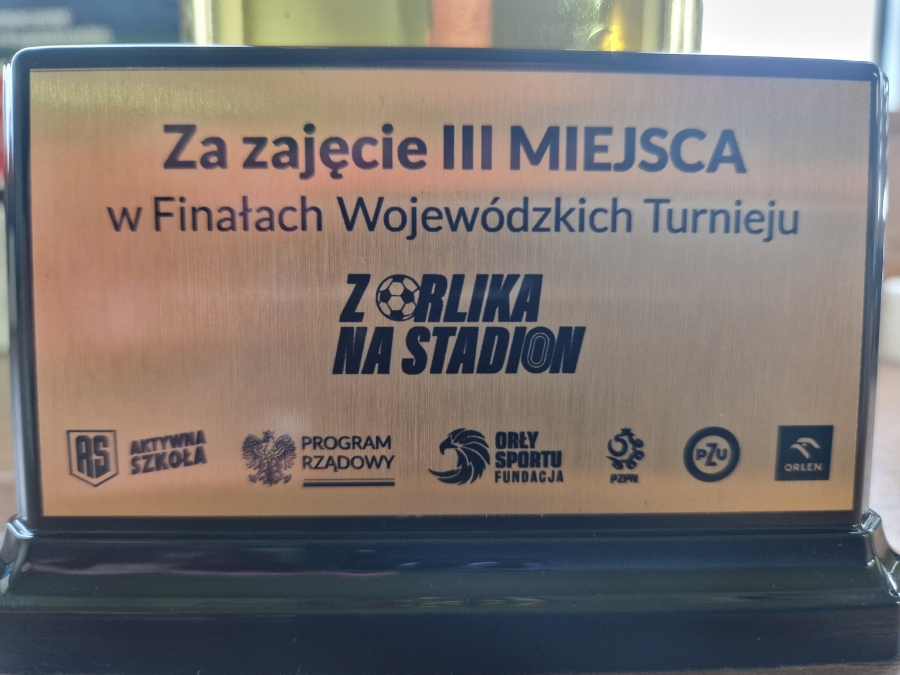 Za zajęcie III MIEJSCA
w Finałach Wojewódzkich Turnieju
Z ORLIKA
NA STADION
AS AKTYWNA SZKOŁA
PROGRAM RZĄDOWY
ORŁY SPORTU FUNDACJA
PZPN
PZU
ORLEN